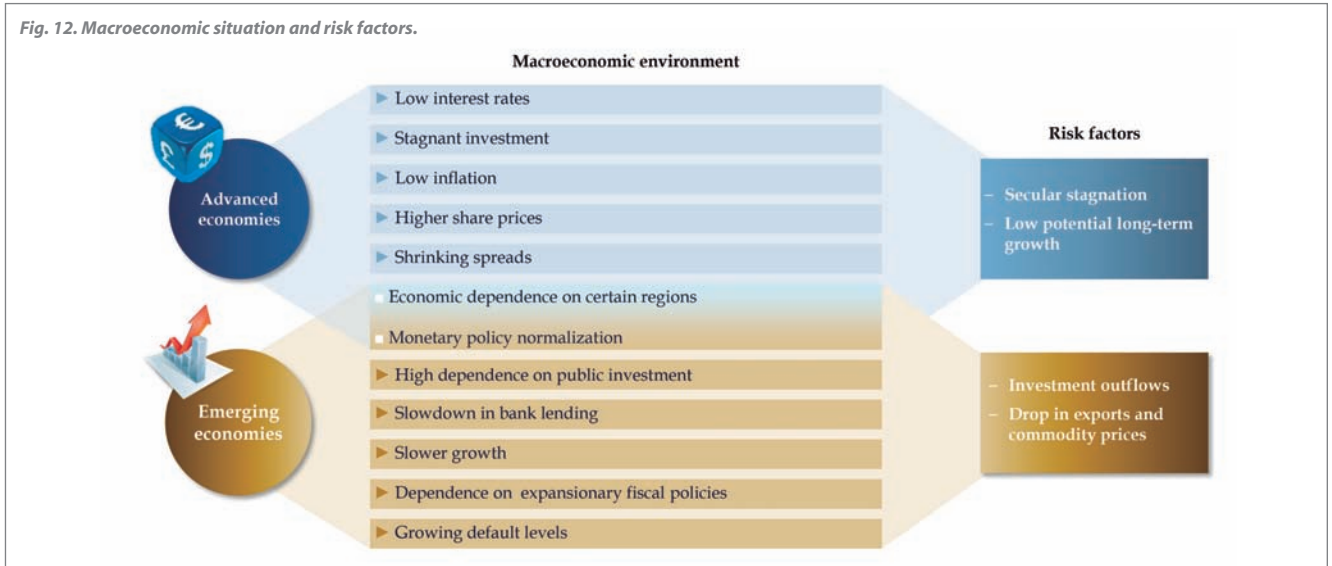 Fig. 12. Macroeconomic situation and risk factors.
Macroeconomic environment
Low interest rates
Stagnant investment
Low inflation
Higher share prices
Shrinking spreads
Economic dependence on certain regions
Monetary policy normalization
High dependence on public investment
Slowdown in bank lending
Slower growth
Dependence on expansionary fiscal policies
Growing default levels
€
£
$
Advanced
economies
Emerging
economies
Risk factors
– Secular stagnation
– Low potential long-term
growth
– Investment outflows
– Drop in exports and
commodity prices